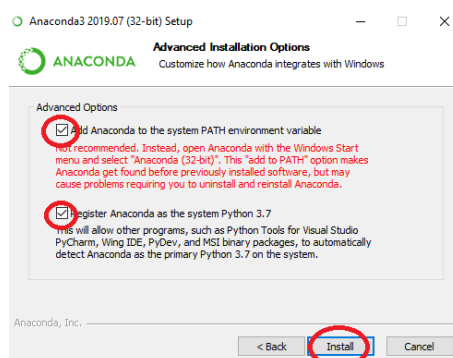 Anaconda3 2019.07 (32-bit) Setup
Advanced Installation Options
ANACONDA
Customize how Anaconda integrates with Windows
Advanced Options
Add Anaconda to the system PATH environment variable
Not recommended. Instead, open Anaconda with the Windows Start
menu and select "Anaconda (32-bit)". This "add to PATH" option makes
Anaconda get found before previously installed software, but may
cause problems requiring you to uninstall and reinstall Anaconda.
Register Anaconda as the system Python 3.7
This will allow other programs, such as Python Tools for Visual Studio
PyCharm, Wing IDE, PyDev, and MSI binary packages, to automatically
detect Anaconda as the primary Python 3.7 on the system.
Anaconda, Inc.
< Back
Install
Cancel